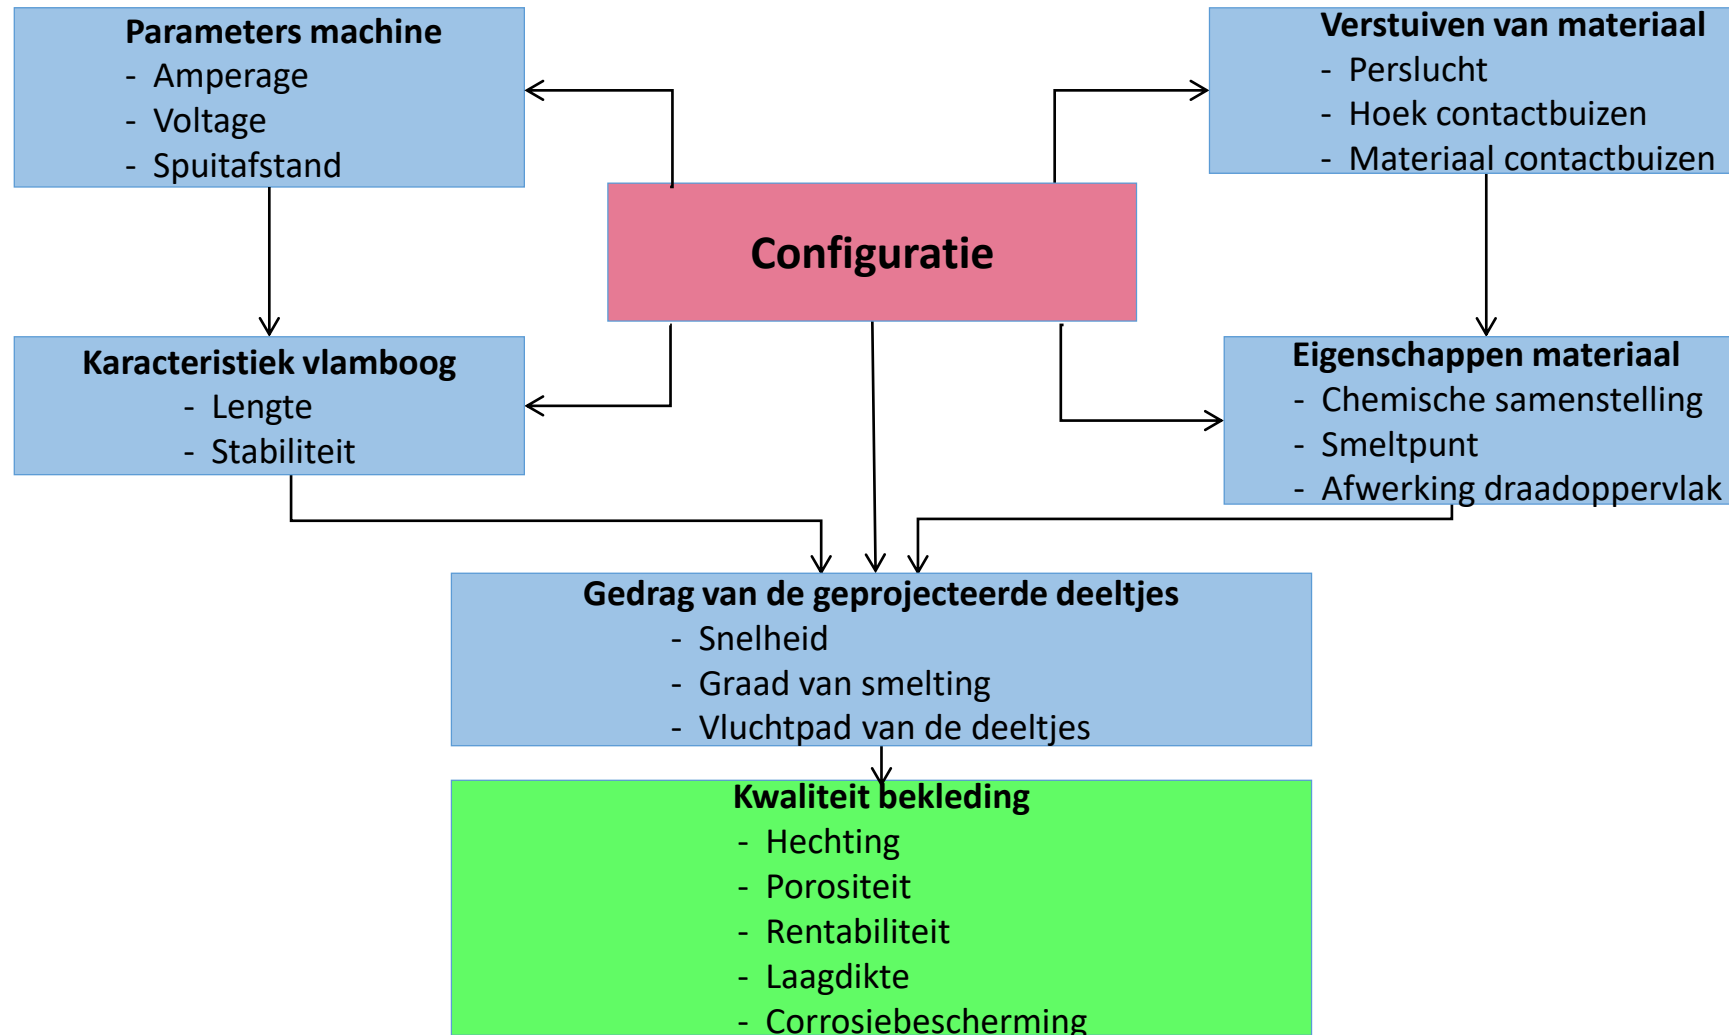 Parameters machine
- Amperage
- Voltage
- Spuitafstand
Verstuiven van materiaal
- Perslucht
- Hoek contactbuizen
- Materiaal contactbuizen
Configuratie
Karacteristiek vlamboog
- Lengte
- Stabiliteit
Eigenschappen materiaal
- Chemische samenstelling
- Smeltpunt
- Afwerking draadoppervlak
Gedrag van de geprojecteerde deeltjes
- Snelheid
- Graad van smelting
- Vluchtpad van de deeltjes
Kwaliteit bekleding
- Hechting
- Porositeit
- Rentabiliteit
- Laagdikte
- Corrosiebescherming